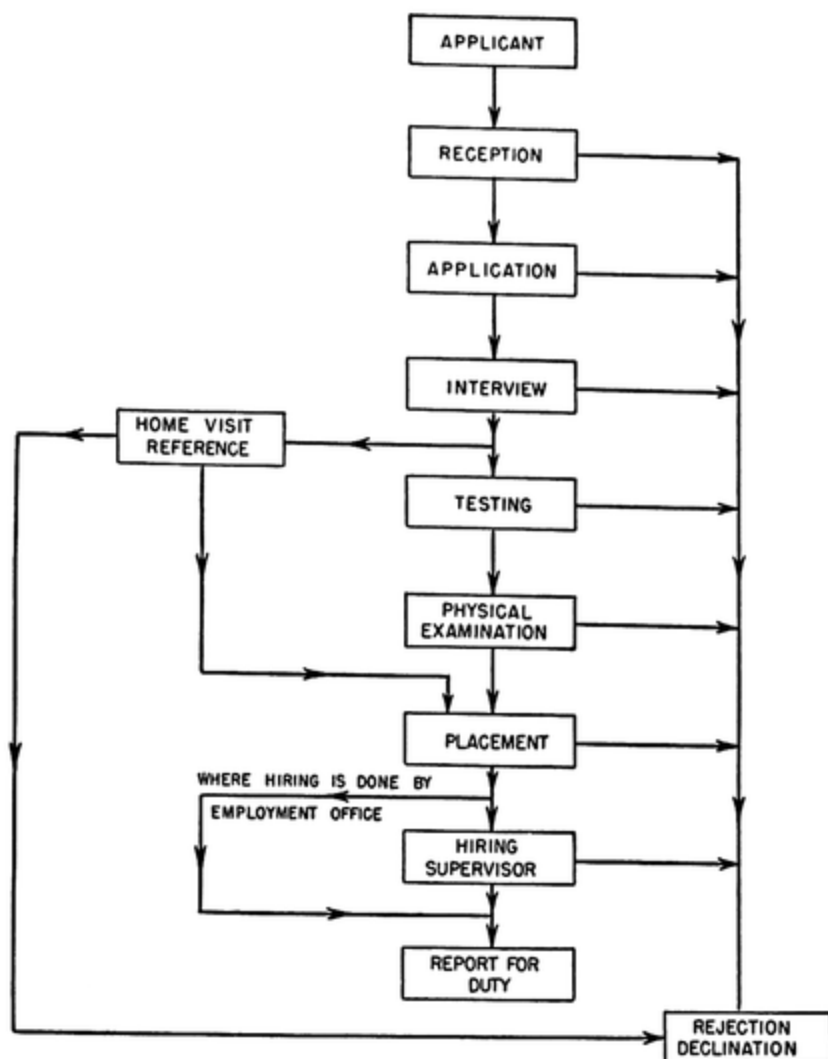 APPLICANT
RECEPTION
APPLICATION
INTERVIEW
HOME VISIT
REFERENCE
TESTING
PHYSICAL
EXAMINATION
PLACEMENT
WHERE HIRING IS DONE BY
EMPLOYMENT OFFICE
HIRING
SUPERVISOR
REPORT FOR
DUTY
REJECTION
DECLINATION